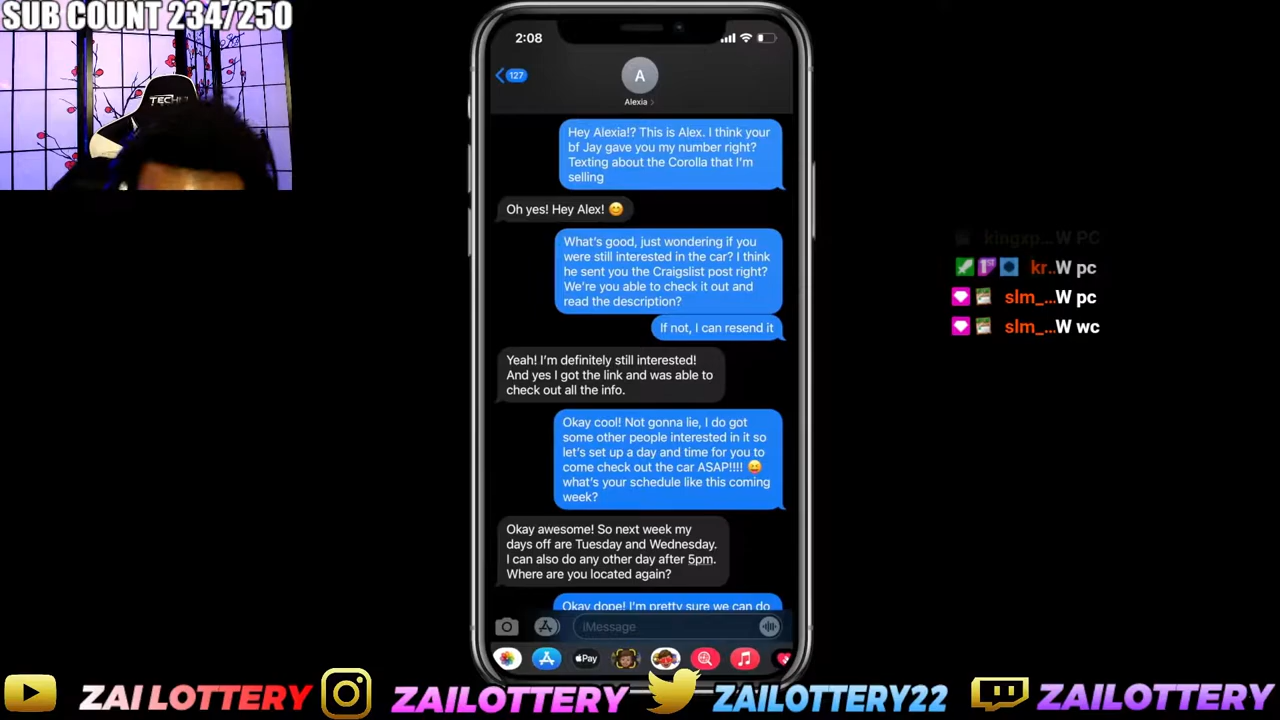 SUB COUNT 234/250
TECHNI
2:08
127
A
Alexia
Hey Alexia!? This is Alex. I think your
bf Jay gave you my number right?
Texting about the Corolla that I'm
selling
Oh yes! Hey Alex! 😊
What's good, just wondering if you
were still interested in the car? I think
he sent you the Craigslist post right?
We're you able to check it out and
read the description?
If not, I can resend it
Yeah! I'm definitely still interested!
And yes I got the link and was able to
check out all the info.
Okay cool! Not gonna lie, I do got
some other people interested in it so
let's set up a day and time for you to
come check out the car ASAP!!!! 😛
what's your schedule like this coming
week?
Okay awesome! So next week my
days off are Tuesday and Wednesday.
I can also do any other day after 5pm.
Where are you located again?
Okay dope! I'm pretty sure we can do
iMessage
Pay
kingxp...W PC
kr..W pc
slm_...W pc
slm_...W wc
ZAI LOTTERY
ZAILOTTERY
ZAILOTTERY22
ZAILOTTERY